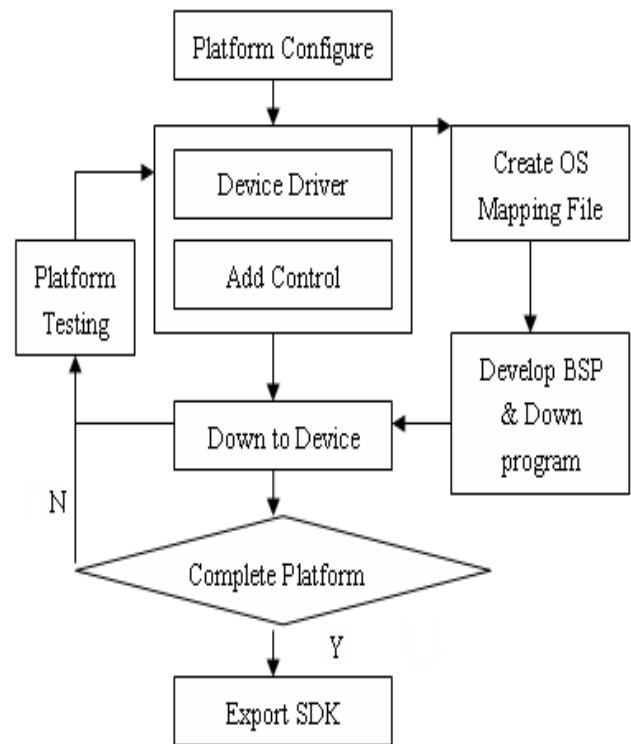 Platform Configure
Device Driver
Add Control
Create OS
Mapping File
Platform
Testing
Develop BSP
& Down
program
Down to Device
N
Complete Platform
Y
Export SDK